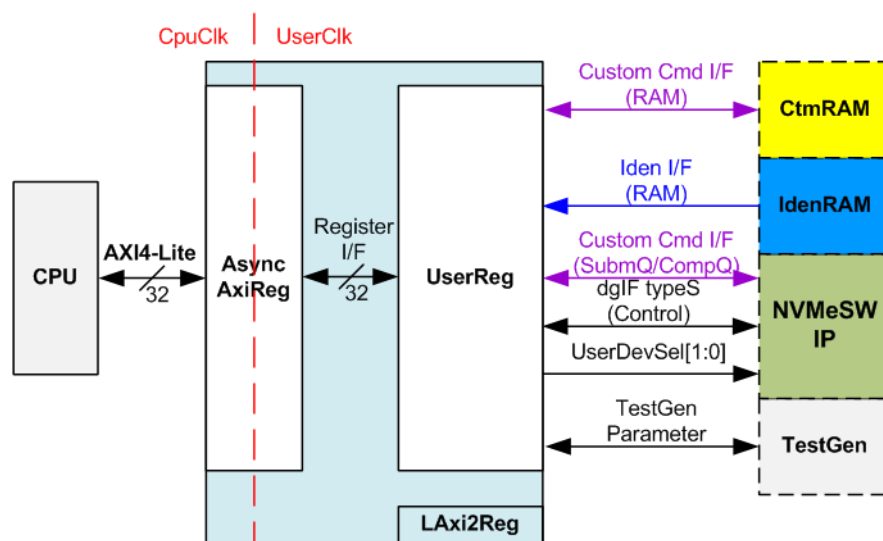 CpuClk UserClk
Custom Cmd I/F
(RAM)
CtmRAM
Iden I/F
(RAM)
IdenRAM
CPU
AXI4-Lite
32
Async
AxiReg
Register
I/F
32
UserReg
Custom Cmd I/F
(SubmQ/CompQ)
dgIF typeS
(Control)
UserDevSel[1:0]
NVMeSW
IP
TestGen
Parameter
TestGen
LAxi2Reg